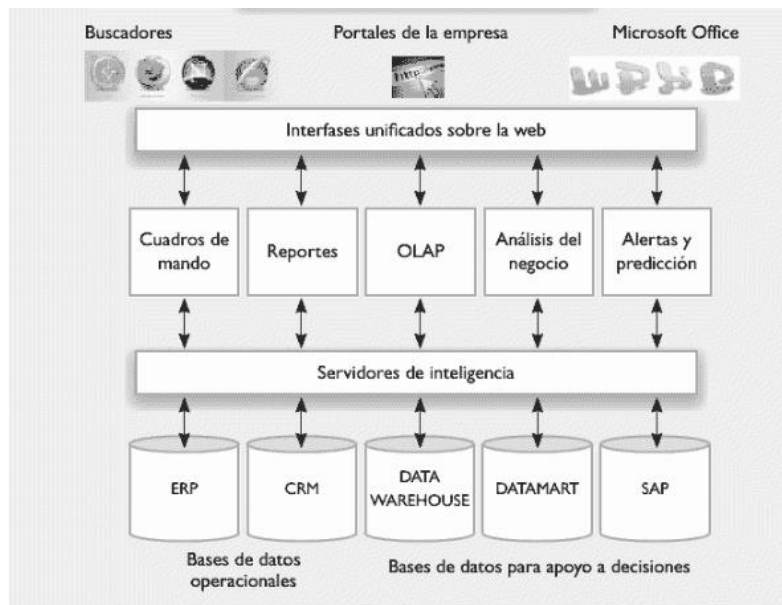 Buscadores
Portales de la empresa
Microsoft Office
http://
Interfases unificados sobre la web
Cuadros de
mando
Reportes
OLAP
Análisis del
negocio
Alertas y
predicción
Servidores de inteligencia
ERP
CRM
DATA
WAREHOUSE
DATAMART
SAP
Bases de datos
operacionales
Bases de datos para apoyo a decisiones